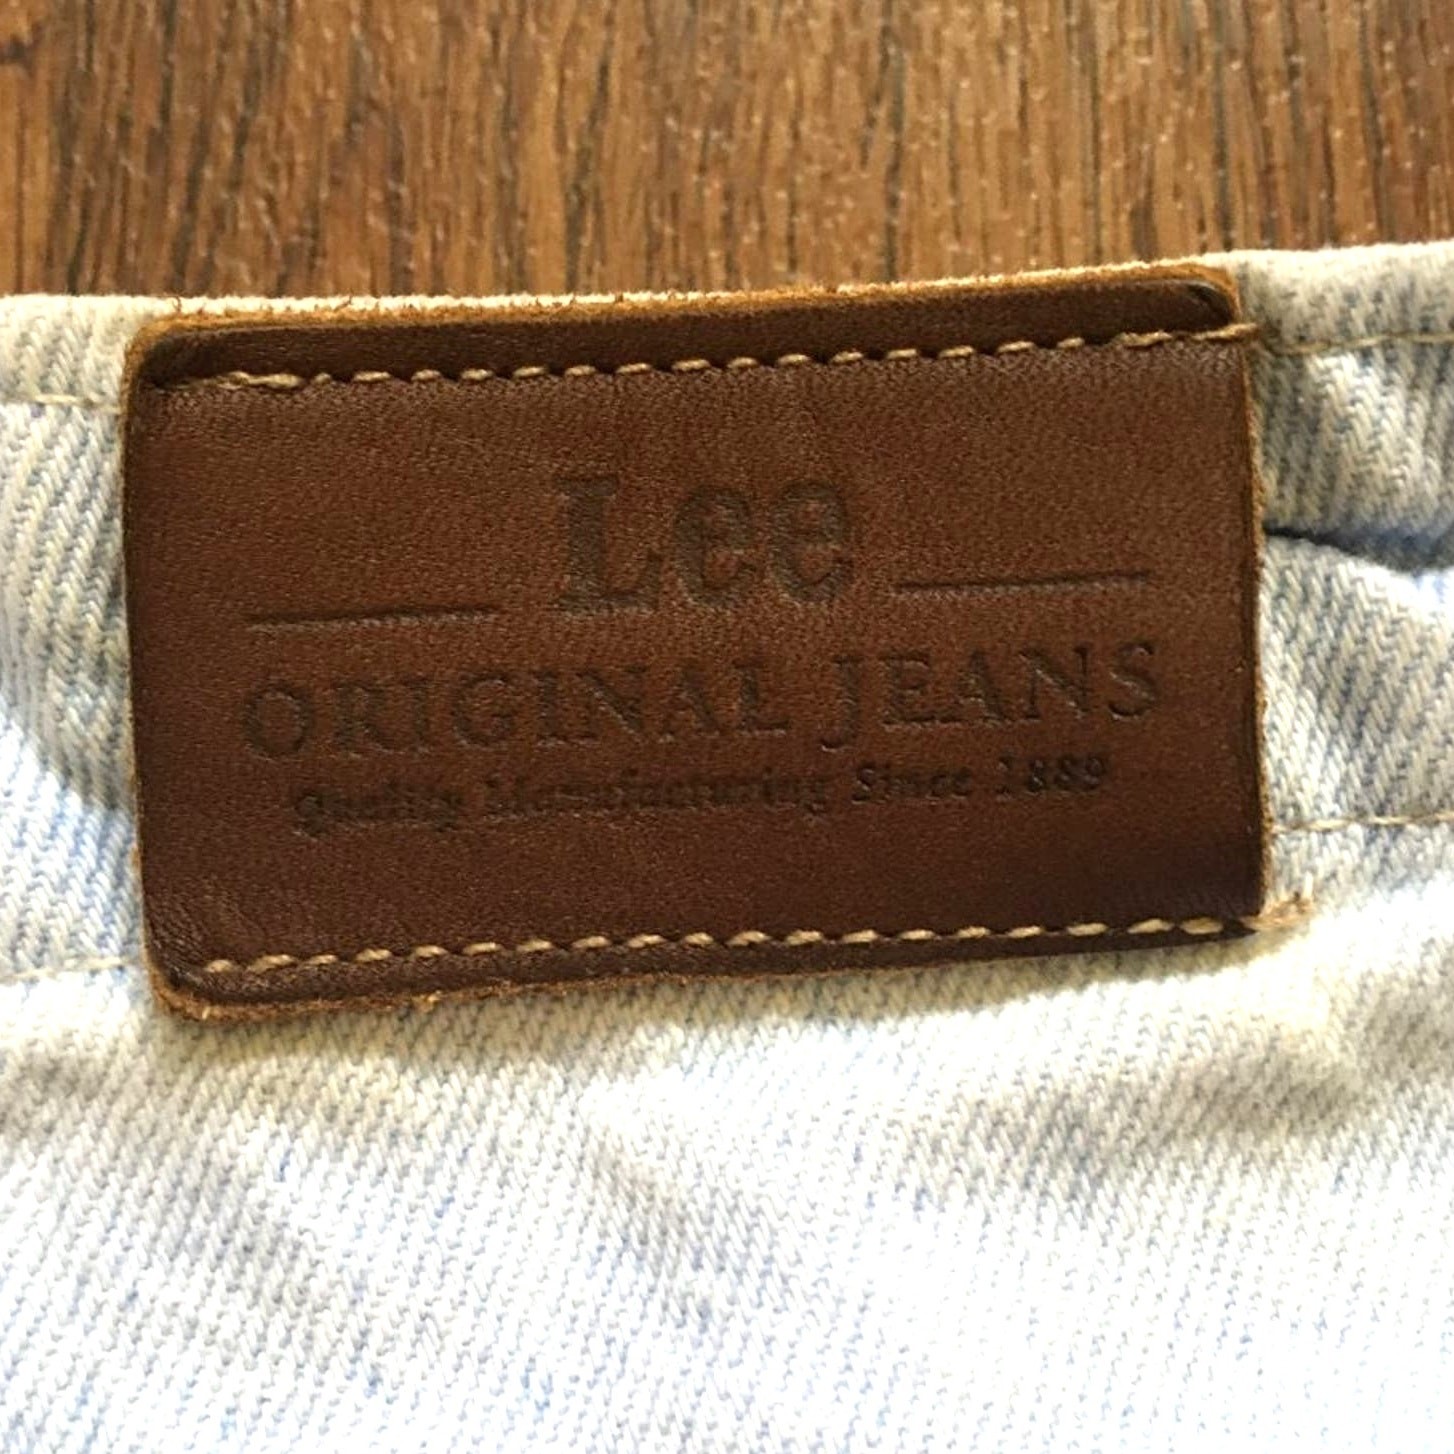 Lee
ORIGINAL JEANS
Quality Manufacturing Since 1889